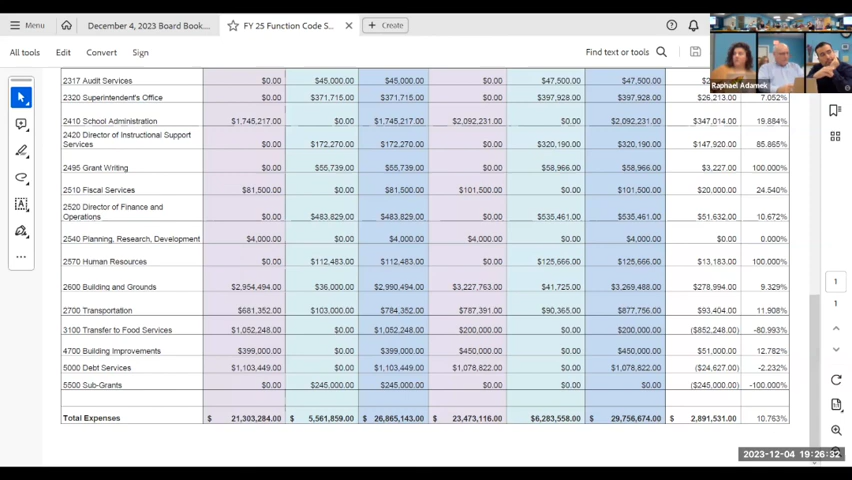 Menu December 4, 2023 Board Book... FY 25 Function Code S... Create
All tools Edit Convert Sign Find text or tools
Raphael Adamek
2317 Audit Services $0.00 $45,000.00 $45,000.00 $0.00 $47,500.00 $47,500.00
2320 Superintendent's Office $0.00 $371,715.00 $371,715.00 $0.00 $397,928.00 $397,928.00 $26,213.00 7.052%
2410 School Administration $1,745,217.00 $0.00 $1,745,217.00 $2,092,231.00 $0.00 $2,092,231.00 $347,014.00 19.884%
2420 Director of Instructional Support
Services $0.00 $172,270.00 $172,270.00 $0.00 $320,190.00 $320,190.00 $147,920.00 85.865%
2495 Grant Writing $0.00 $55,739.00 $55,739.00 $0.00 $58,966.00 $58,966.00 $3,227.00 100.000%
2510 Fiscal Services $81,500.00 $0.00 $81,500.00 $101,500.00 $0.00 $101,500.00 $20,000.00 24.540%
2520 Director of Finance and
Operations $0.00 $483,829.00 $483,829.00 $0.00 $535,461.00 $535,461.00 $51,632.00 10.672%
2540 Planning, Research, Development $4,000.00 $0.00 $4,000.00 $4,000.00 $0.00 $4,000.00 $0.00 0.000%
2570 Human Resources $0.00 $112,483.00 $112,483.00 $0.00 $125,666.00 $125,666.00 $13,183.00 100.000%
2600 Building and Grounds $2,954,494.00 $36,000.00 $2,990,494.00 $3,227,763.00 $41,725.00 $3,269,488.00 $278,994.00 9.329%
2700 Transportation $681,352.00 $103,000.00 $784,352.00 $787,391.00 $90,365.00 $877,756.00 $93,404.00 11.908%
3100 Transfer to Food Services $1,052,248.00 $0.00 $1,052,248.00 $200,000.00 $0.00 $200,000.00 ($852,248.00) -80.993%
4700 Building Improvements $399,000.00 $0.00 $399,000.00 $450,000.00 $0.00 $450,000.00 $51,000.00 12.782%
5000 Debt Services $1,103,449.00 $0.00 $1,103,449.00 $1,078,822.00 $0.00 $1,078,822.00 ($24,627.00) -2.232%
5500 Sub-Grants $0.00 $245,000.00 $245,000.00 $0.00 $0.00 $0.00 ($245,000.00) -100.000%
Total Expenses $ 21,303,284.00 $ 5,561,859.00 $ 26,865,143.00 $ 23,473,116.00 $6,283,558.00 $ 29,756,674.00 $ 2,891,531.00 10.763%
1
1
2023-12-04 19:26:32